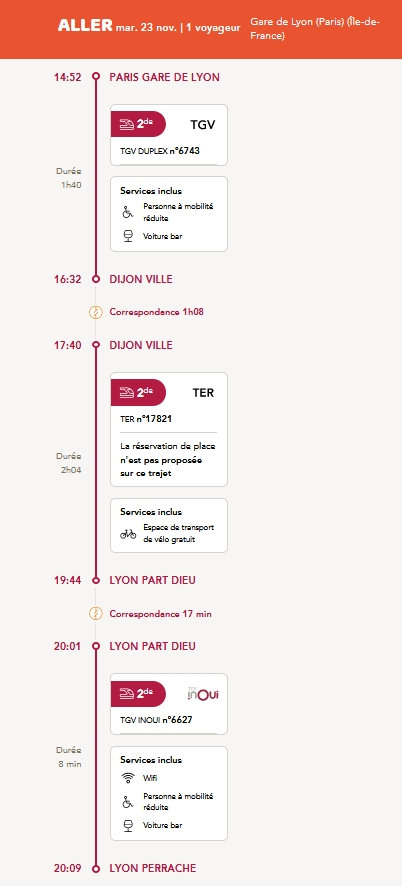 ALLER mar. 23 nov. | 1 voyageur
Gare de Lyon (Paris) (Île-de-
France)
14:52 PARIS GARE DE LYON
2de TGV
TGV DUPLEX n°6743
Durée
1h40
Services inclus
Personne à mobilité
réduite
Voiture bar
16:32 DIJON VILLE
Correspondance 1h08
17:40 DIJON VILLE
2de TER
TER n°17821
La réservation de place
n'est pas proposée
sur ce trajet
Durée
2h04
Services inclus
Espace de transport
de vélo gratuit
19:44 LYON PART DIEU
Correspondance 17 min
20:01 LYON PART DIEU
2de inOui
TGV INOUI n°6627
Durée
8 min
Services inclus
Wifi
Personne à mobilité
réduite
Voiture bar
20:09 LYON PERRACHE